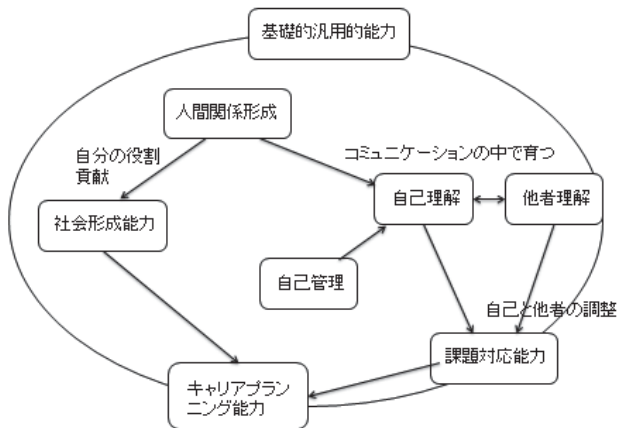 基礎的汎用的能力
人間関係形成
自分の役割
貢献
コミュニケーションの中で育つ
社会形成能力
自己理解
他者理解
自己管理
自己と他者の調整
課題対応能力
キャリアプラン
ニング能力